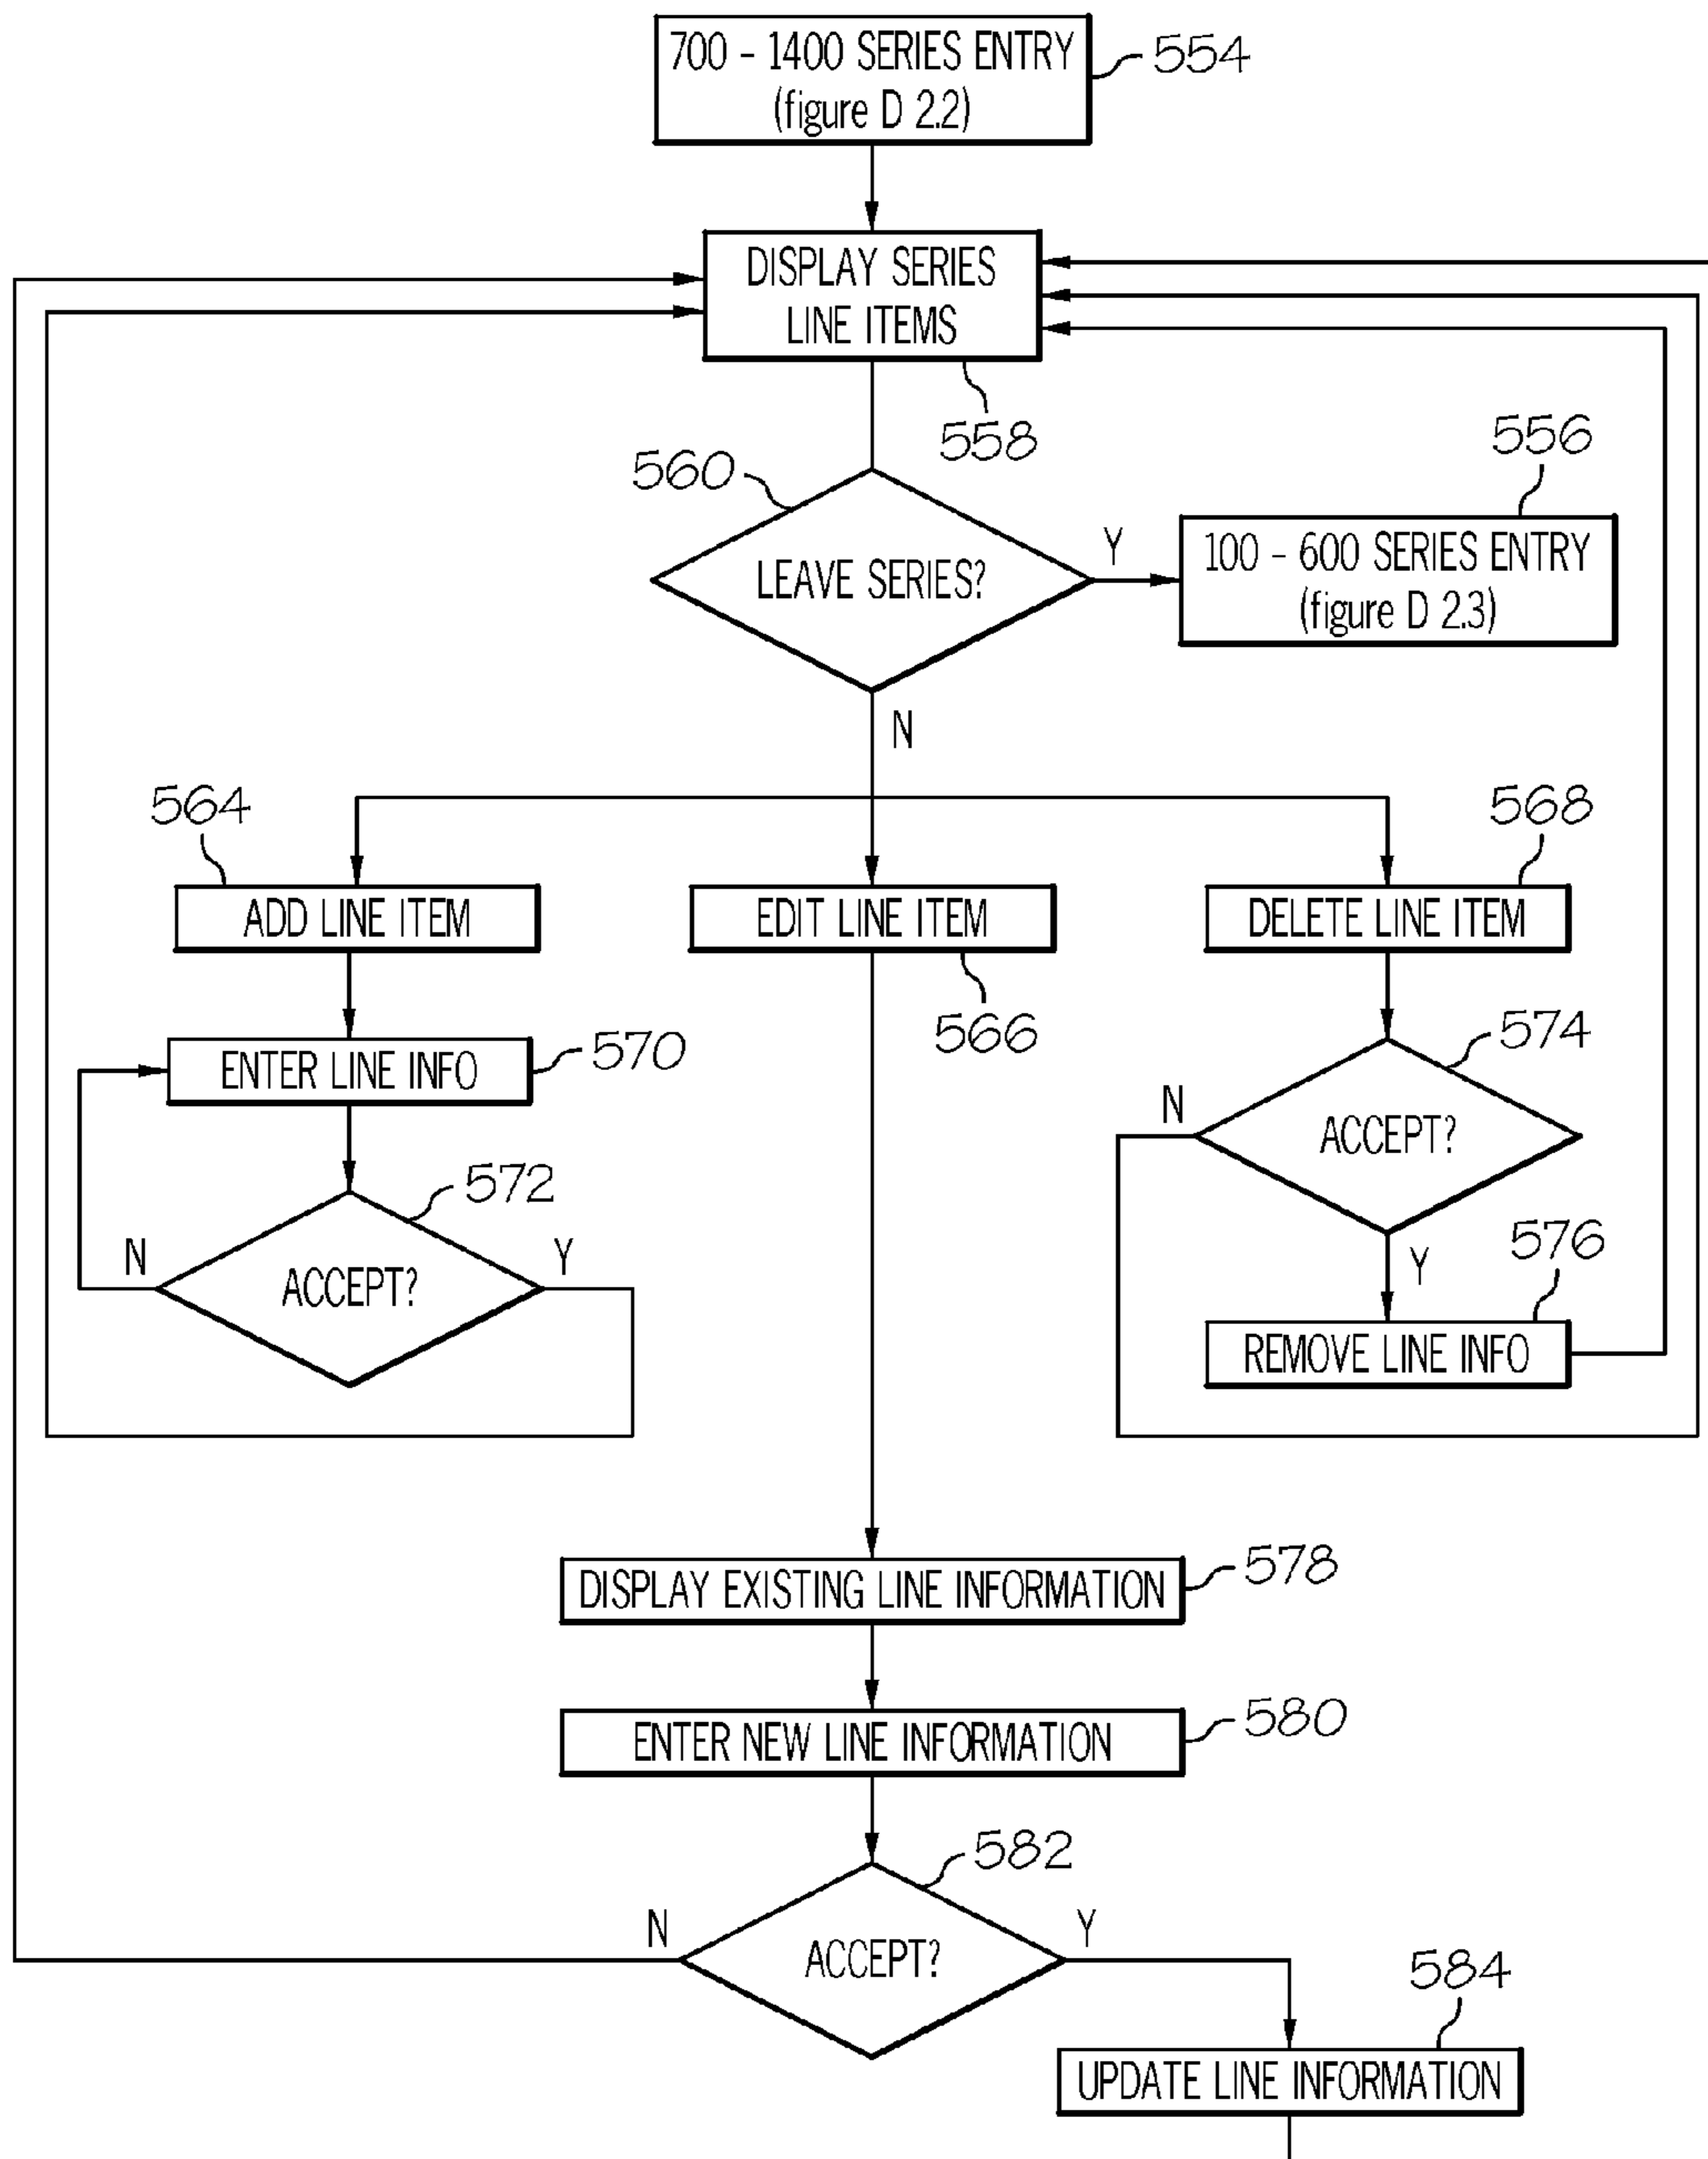 700 - 1400 SERIES ENTRY
(figure D 2.2)
554
DISPLAY SERIES
LINE ITEMS
558
556
560
LEAVE SERIES?
Y
100 - 600 SERIES ENTRY
(figure D 2.3)
N
564
568
ADD LINE ITEM
EDIT LINE ITEM
DELETE LINE ITEM
566
574
ENTER LINE INFO
570
N
ACCEPT?
572
N
Y
ACCEPT?
Y
576
REMOVE LINE INFO
DISPLAY EXISTING LINE INFORMATION
578
ENTER NEW LINE INFORMATION
580
582
N
Y
ACCEPT?
584
UPDATE LINE INFORMATION